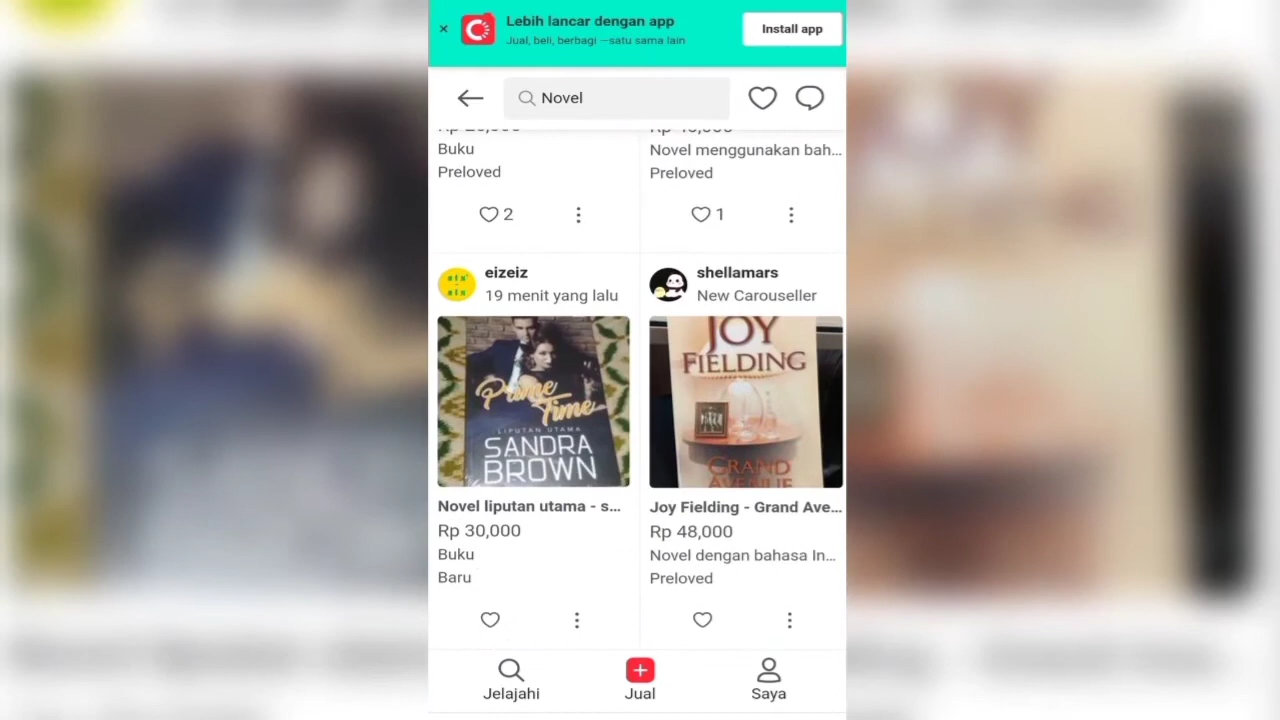 Lebih lancar dengan app
Jual, beli, berbagi —satu sama lain
Install app
Novel
Buku
Preloved
2
Novel menggunakan bah...
Preloved
1
eizeiz
19 menit yang lalu
Prime
Time
LIPUTAN UTAMA
SANDRA
BROWN
Novel liputan utama - s...
Rp 30,000
Buku
Baru
shellamars
New Carouseller
JOY
FIELDING
GRAND
AVENUE
Joy Fielding - Grand Ave...
Rp 48,000
Novel dengan bahasa In...
Preloved
Jelajahi
Jual
Saya